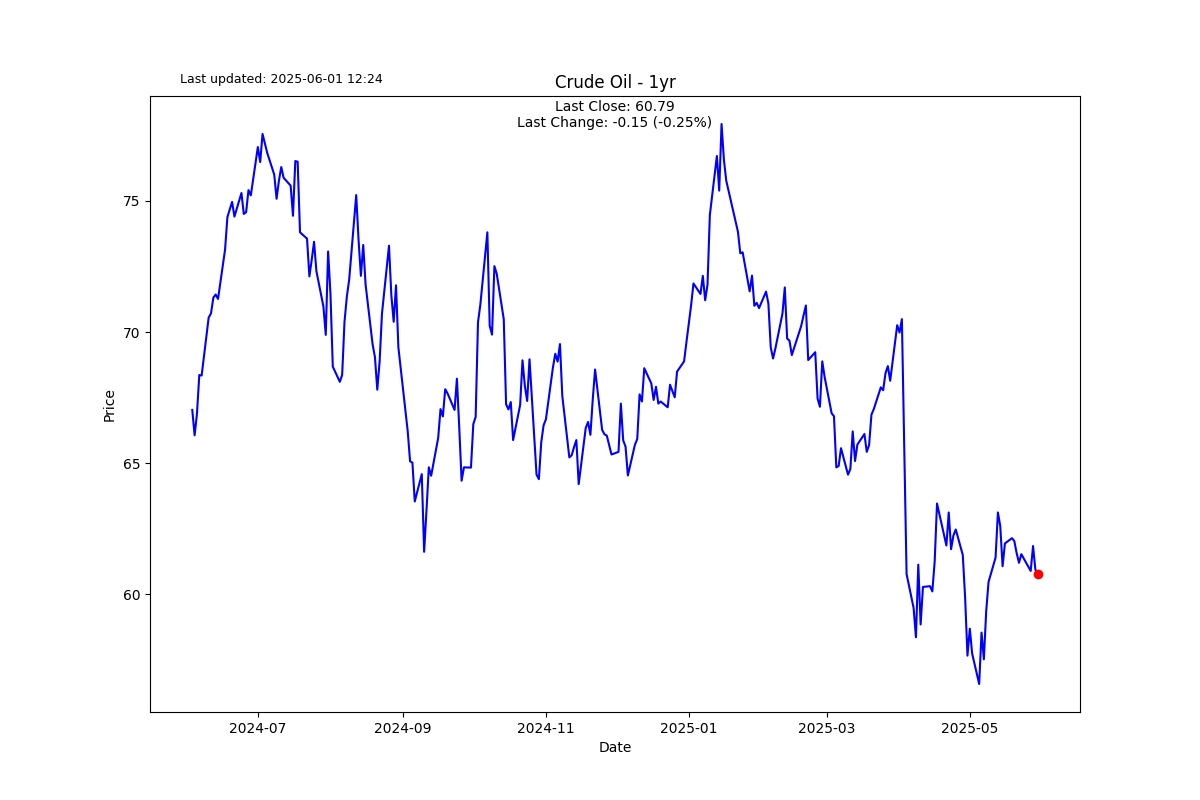 Last updated: 2025-06-01 12:24
Crude Oil - 1yr
Last Close: 60.79
Last Change: -0.15 (-0.25%)
Price
75
70
65
60
2024-07
2024-09
2024-11
2025-01
2025-03
2025-05
Date